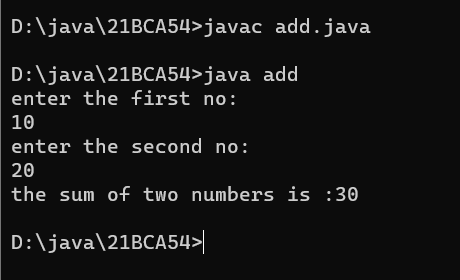 D:\java\21BCA54>javac add.java
D:\java\21BCA54>java add
enter the first no:
10
enter the second no:
20
the sum of two numbers is :30
D:\java\21BCA54>